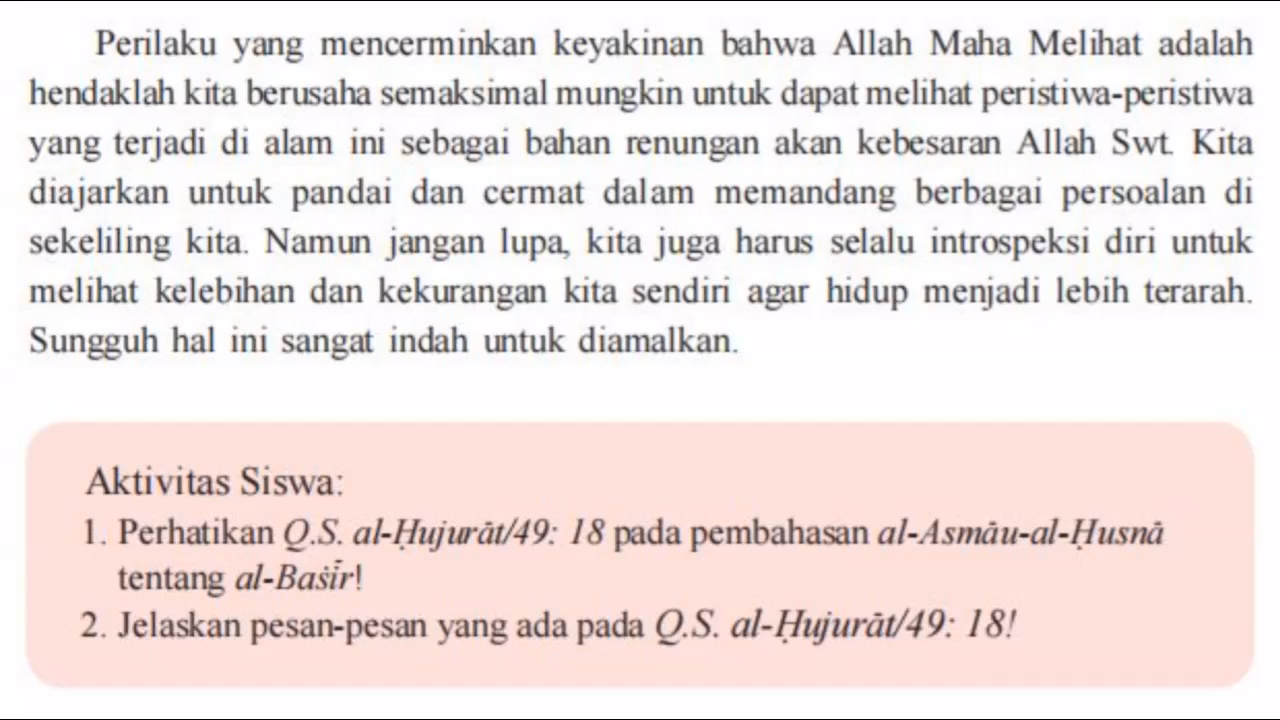 Perilaku yang mencerminkan keyakinan bahwa Allah Maha Melihat adalah
hendaklah kita berusaha semaksimal mungkin untuk dapat melihat peristiwa-peristiwa
yang terjadi di alam ini sebagai bahan renungan akan kebesaran Allah Swt. Kita
diajarkan untuk pandai dan cermat dalam memandang berbagai persoalan di
sekeliling kita. Namun jangan lupa, kita juga harus selalu introspeksi diri untuk
melihat kelebihan dan kekurangan kita sendiri agar hidup menjadi lebih terarah.
Sungguh hal ini sangat indah untuk diamalkan.
Aktivitas Siswa:
1. Perhatikan Q.S. al-Ḥujurāt/49: 18 pada pembahasan al-Asmāu-al-Ḥusnā
tentang al-Baṡīr!
2. Jelaskan pesan-pesan yang ada pada Q.S. al-Ḥujurāt/49: 18!